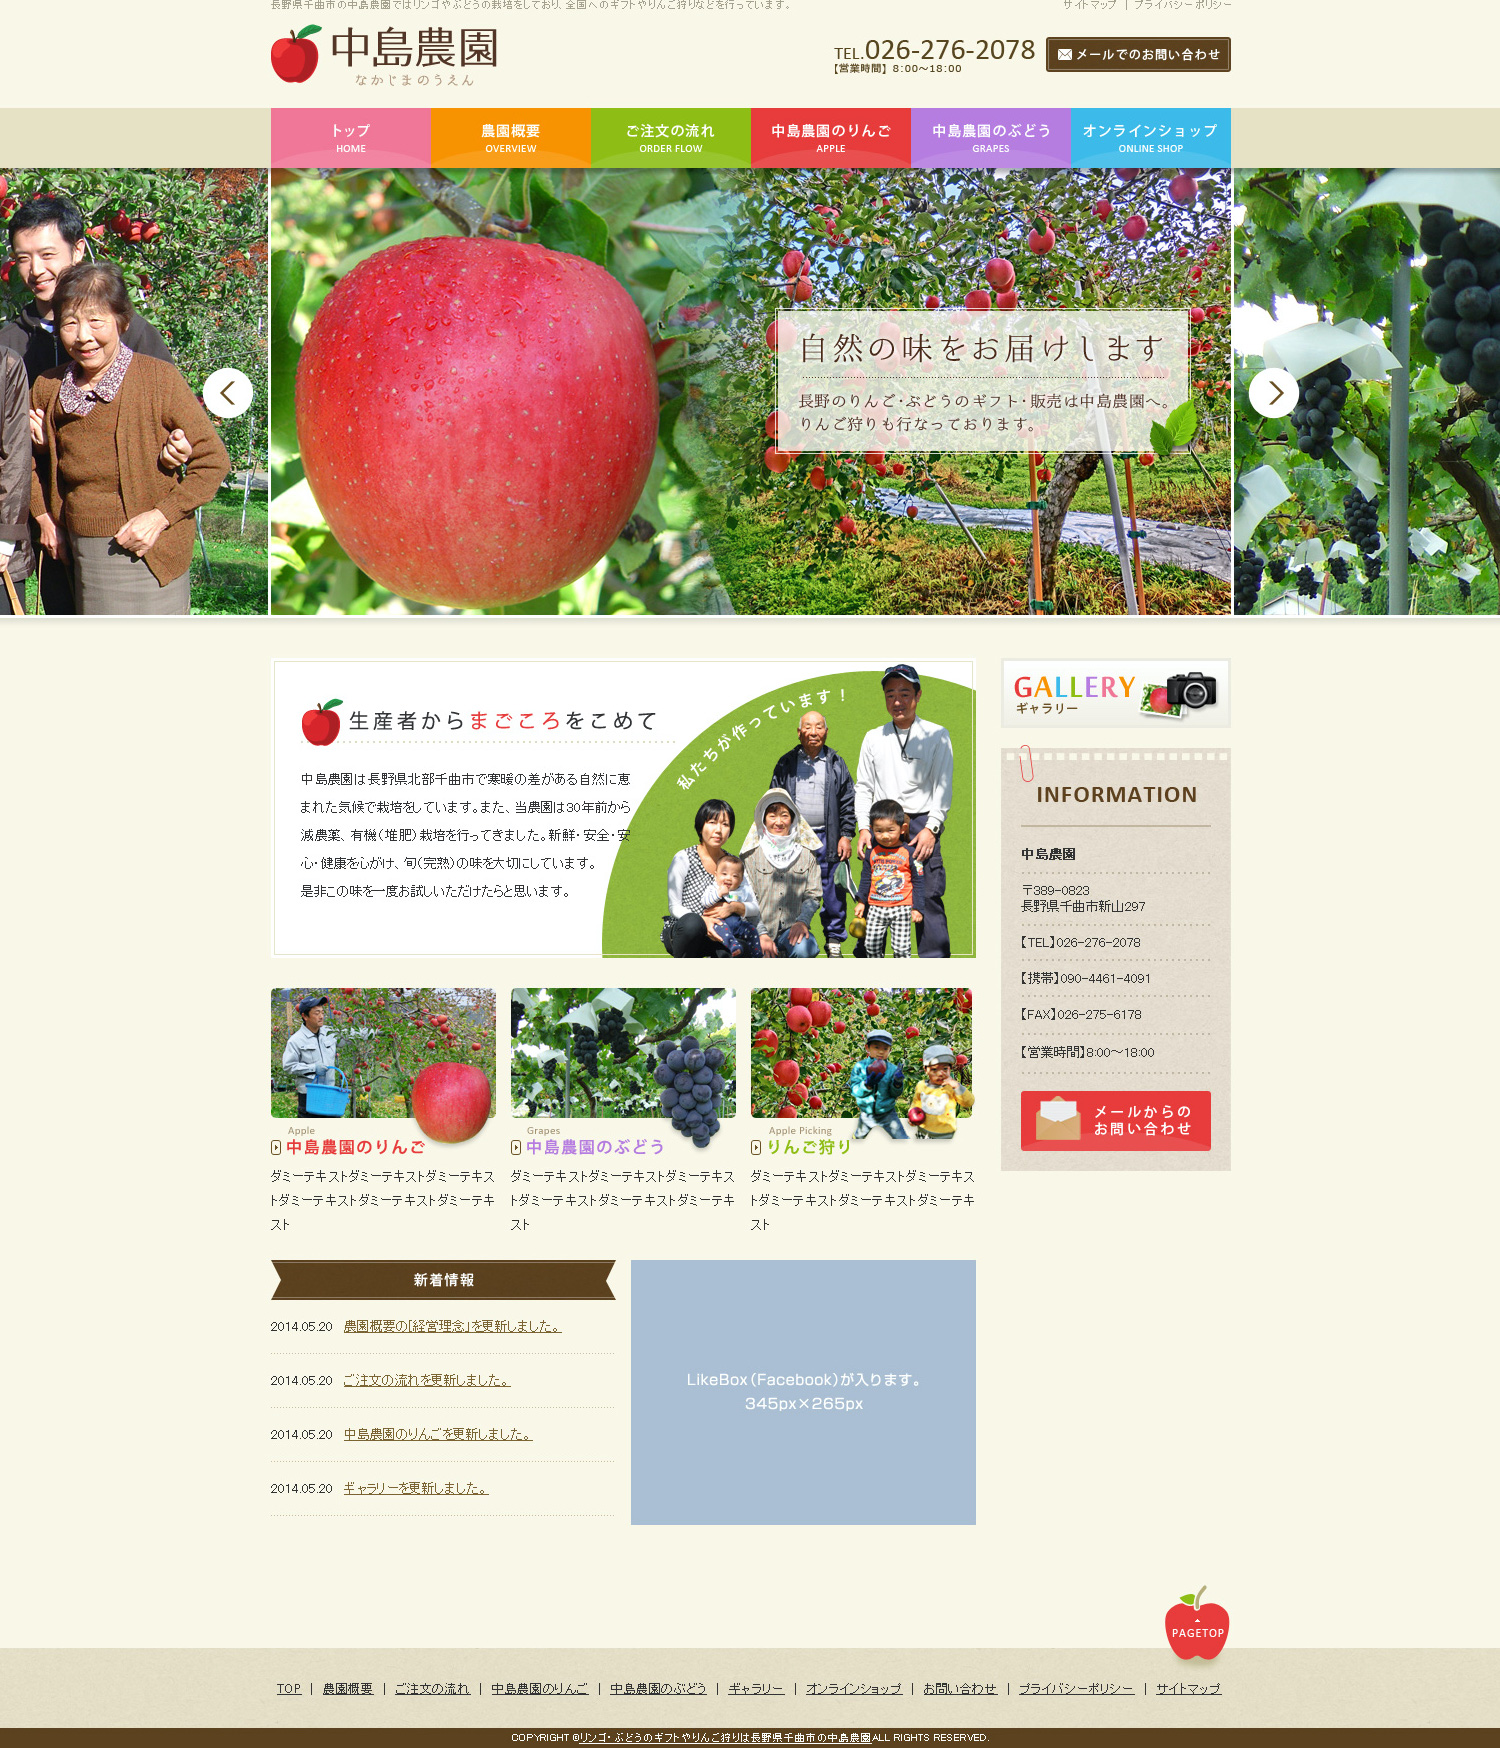 長野県千曲市の中島農園ではリンゴやぶどうの栽培をしており、全国へのギフトやりんご狩りなどを行っています。
サイトマップ | プライバシーポリシー
中島農園
なかじまのうえん
TEL.026-276-2078
【営業時間】 8:00〜18:00
メールでのお問い合わせ
トップ
HOME
農園概要
OVERVIEW
ご注文の流れ
ORDER FLOW
中島農園のりんご
APPLE
中島農園のぶどう
GRAPES
オンラインショップ
ONLINE SHOP
自然の味をお届けします
長野のりんご・ぶどうのギフト・販売は中島農園へ。
りんご狩りも行なっております。
生産者からまごころをこめて
中島農園は長野県北部千曲市で寒暖の差がある自然に恵
まれた気候で栽培をしています。また、当農園は30年前から
減農薬、有機(堆肥)栽培を行ってきました。新鮮・安全・安
心・健康を心がけ、旬(完熟)の味を大切にしています。
是非この味を一度お試しいただけたらと思います。
私たちが作っています!
GALLERY
ギャラリー
INFORMATION
中島農園
〒389-0823
長野県千曲市新山297
【TEL】026-276-2078
【携帯】090-4461-4091
【FAX】026-275-6178
【営業時間】8:00〜18:00
メールからの
お問い合わせ
Apple
中島農園のりんご
ダミーテキストダミーテキストダミーテキス
トダミーテキストダミーテキストダミーテキ
スト
Grapes
中島農園のぶどう
ダミーテキストダミーテキストダミーテキス
トダミーテキストダミーテキストダミーテキ
スト
Apple Picking
りんご狩り
ダミーテキストダミーテキストダミーテキス
トダミーテキストダミーテキストダミーテキ
スト
新着情報
2014.05.20 農園概要の「経営理念」を更新しました。
2014.05.20 ご注文の流れを更新しました。
2014.05.20 中島農園のりんごを更新しました。
2014.05.20 ギャラリーを更新しました。
LikeBox(Facebook)が入ります。
345px×265px
PAGETOP
TOP | 農園概要 | ご注文の流れ | 中島農園のりんご | 中島農園のぶどう | ギャラリー | オンラインショップ | お問い合わせ | プライバシーポリシー | サイトマップ
COPYRIGHT ©リンゴ・ぶどうのギフトやりんご狩りは長野県千曲市の中島農園ALL RIGHTS RESERVED.